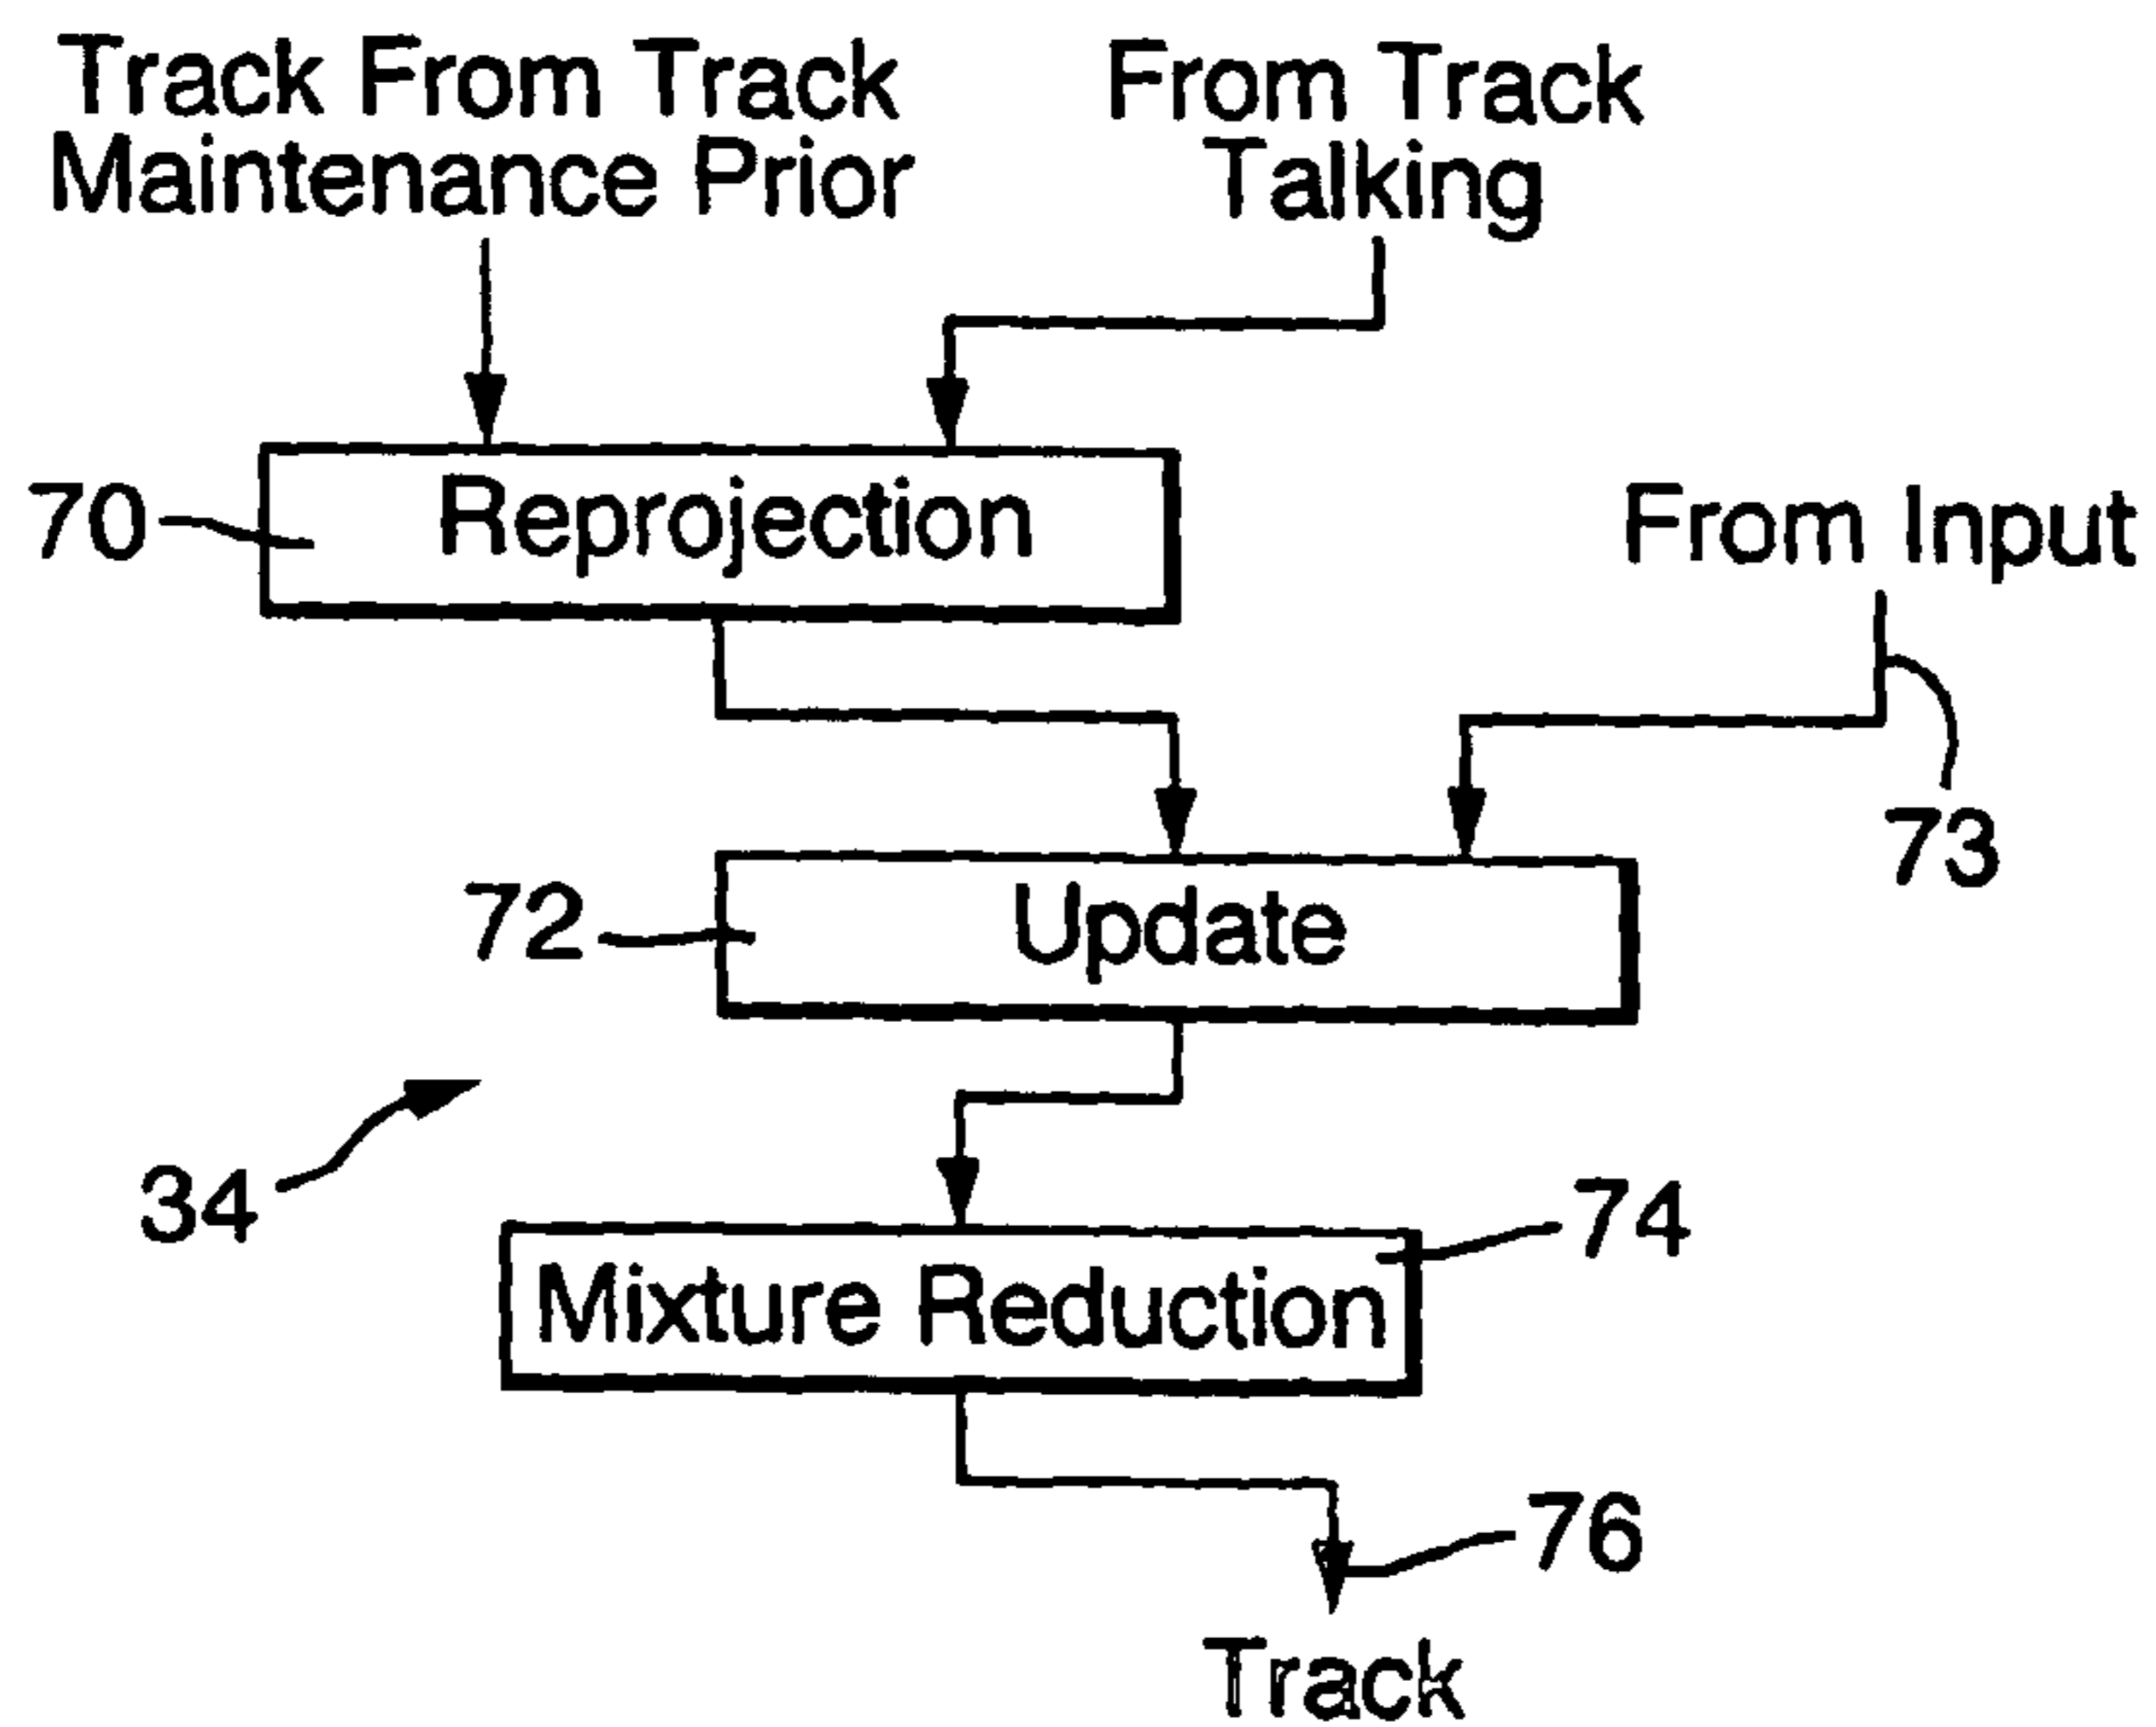 Track From Track
Maintenance Prior
From Track
Talking
70
Reprojection
From Input
73
72
Update
34
74
Mixture Reduction
76
Track